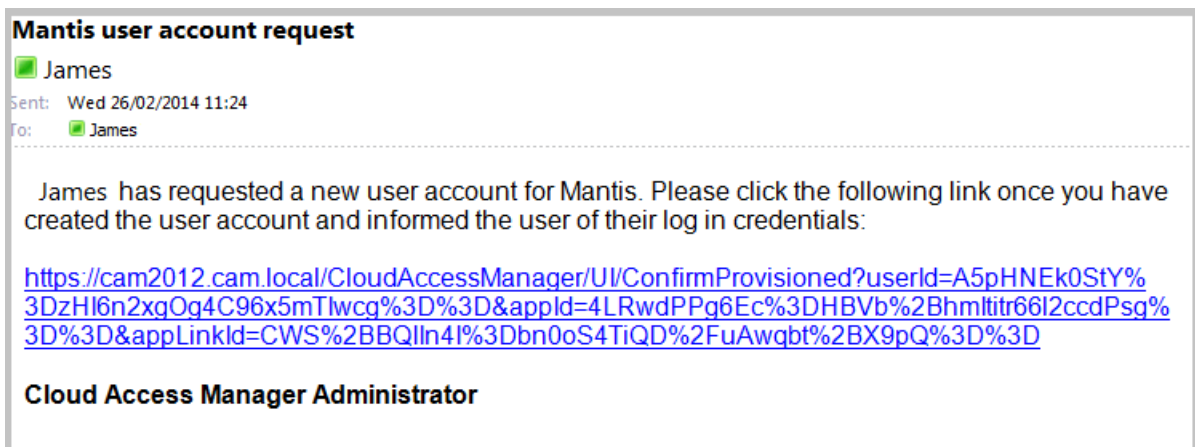 Mantis user account request
James
Sent: Wed 26/02/2014 11:24
To: James
James has requested a new user account for Mantis. Please click the following link once you have
created the user account and informed the user of their log in credentials:
https://cam2012.cam.local/CloudAccessManager/UI/ConfirmProvisioned?userId=A5pHNEk0StY%
3DzHl6n2xgOg4C96x5mTlwcg%3D%3D&appId=4LRwdPPg6Ec%3DHBVb%2Bhmltitr66l2ccdPsg%
3D%3D&appLinkId=CWS%2BBQlln4I%3Dbn0oS4TiQD%2FuAwqbt%2BX9pQ%3D%3D
Cloud Access Manager Administrator